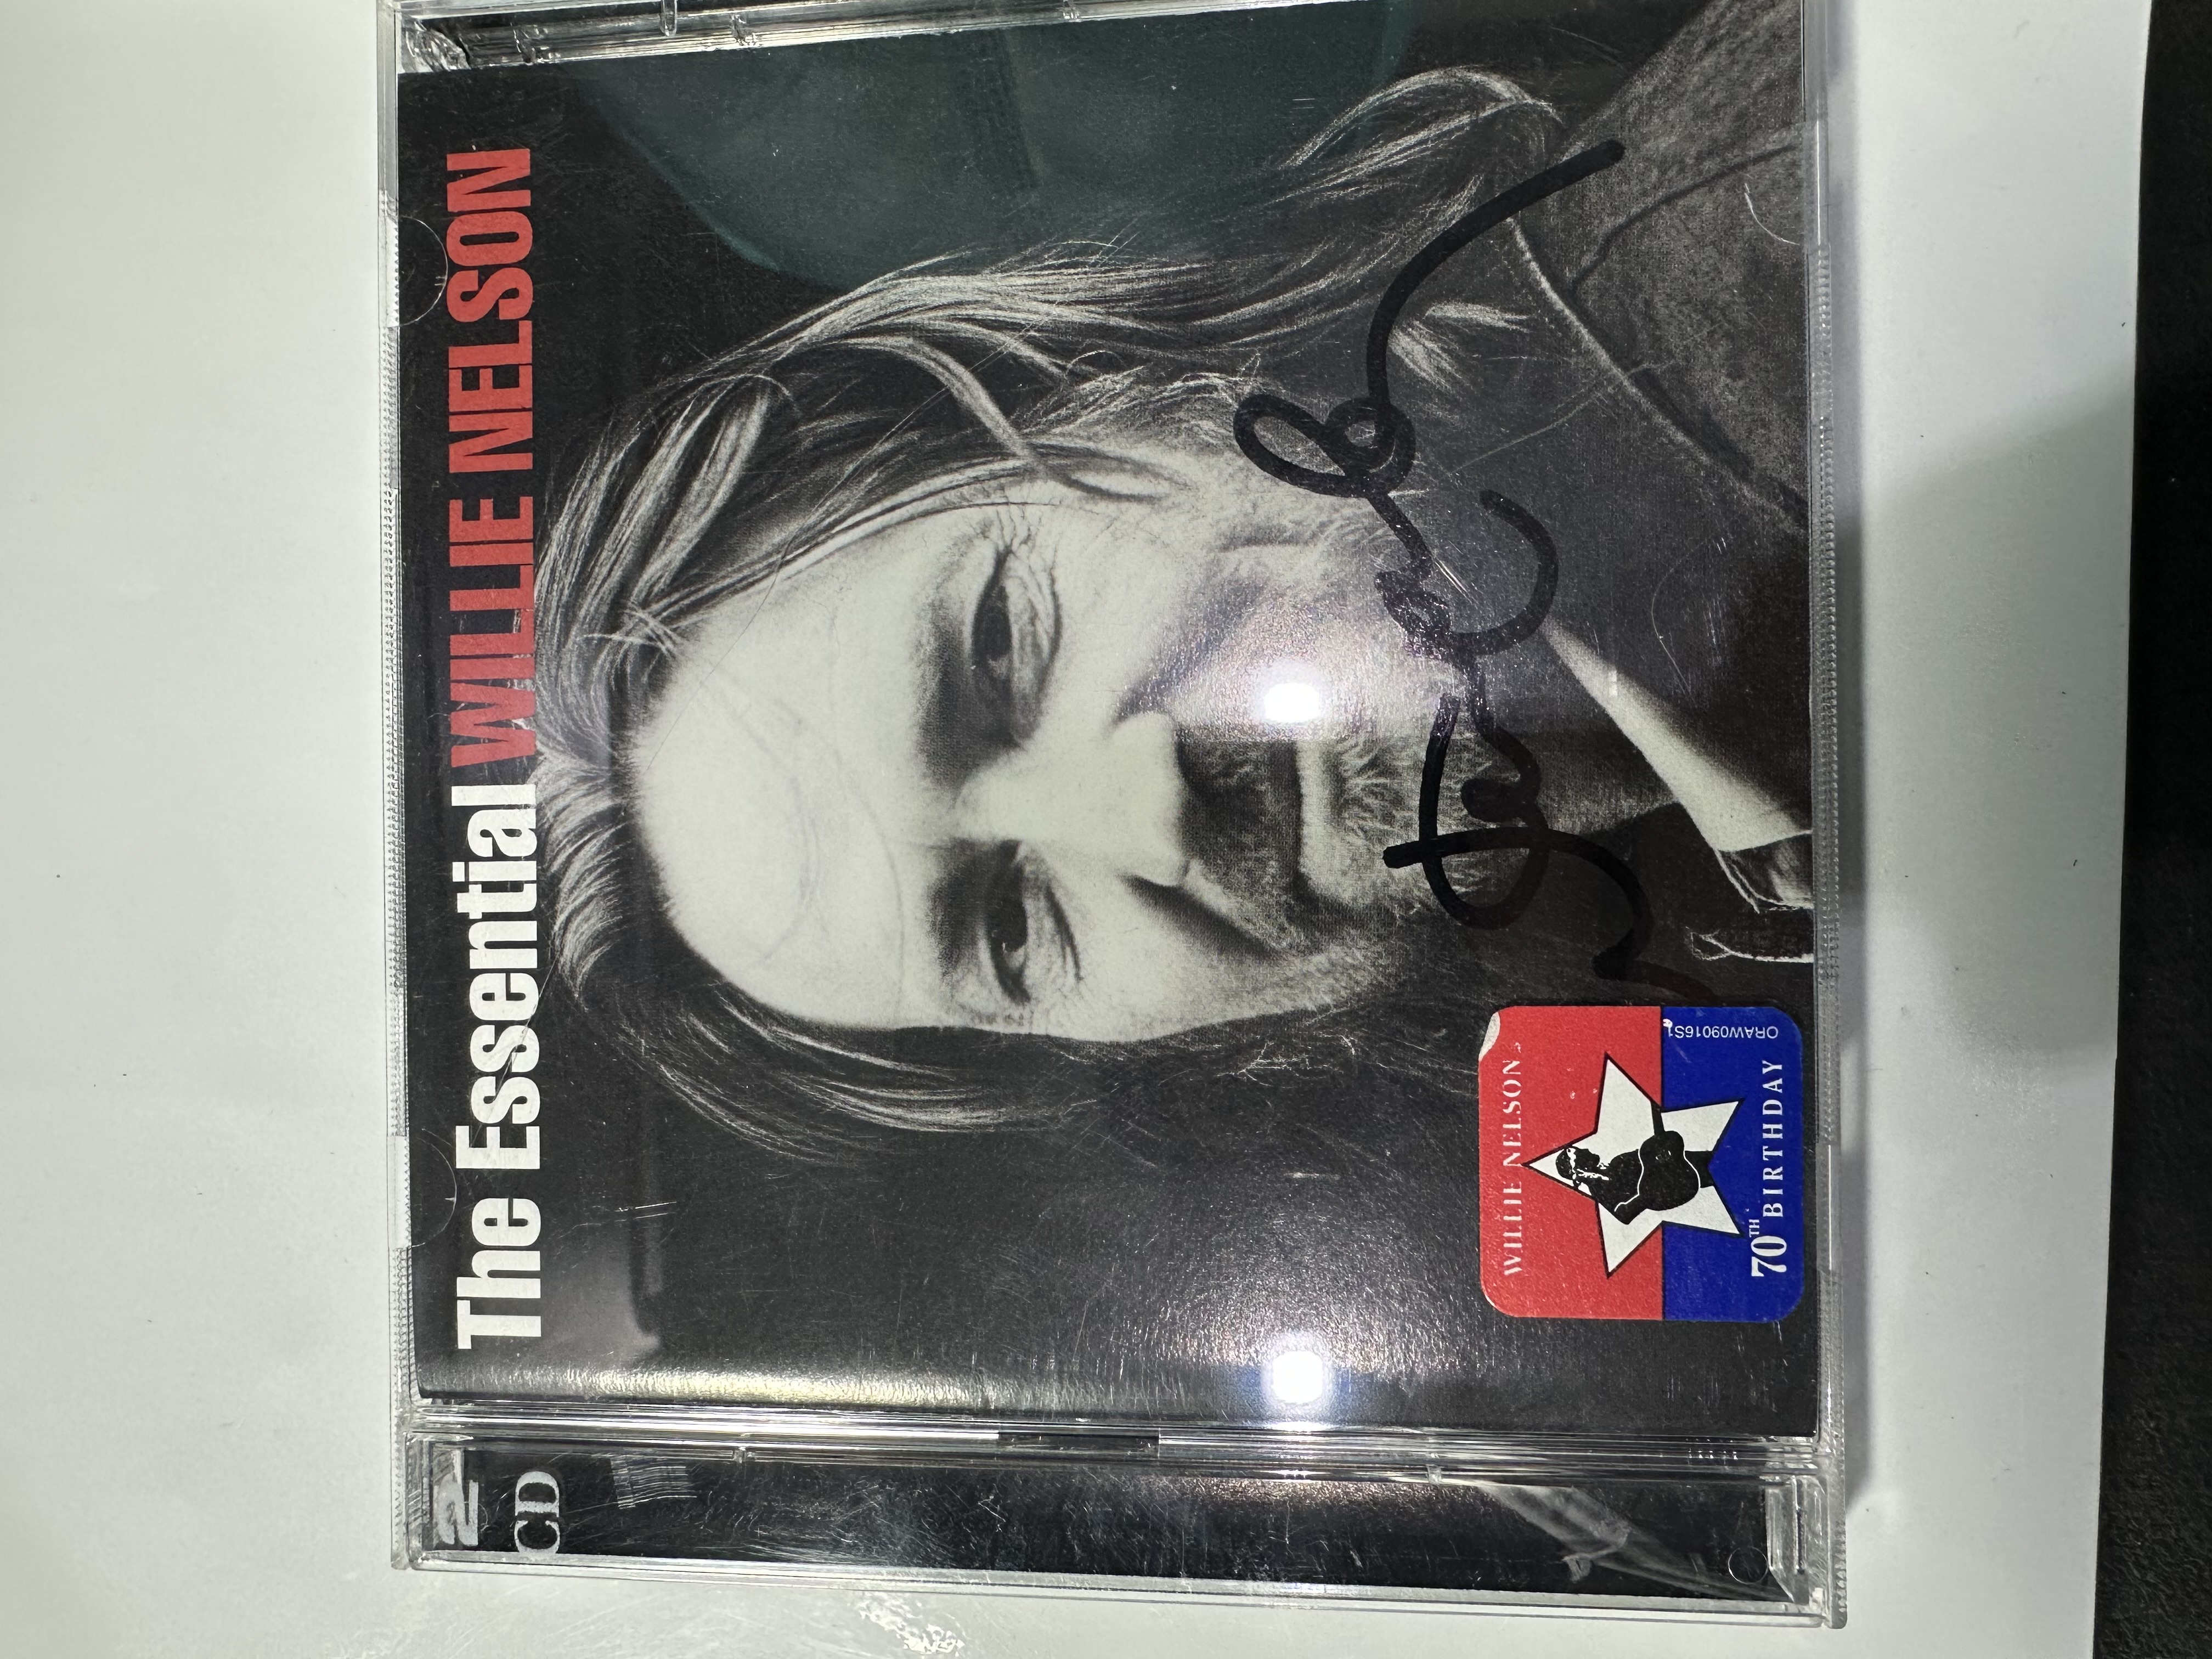 The Essential WILLIE NELSON
WILLIE NELSON
70TH BIRTHDAY
ORAW09016S1
2
CD